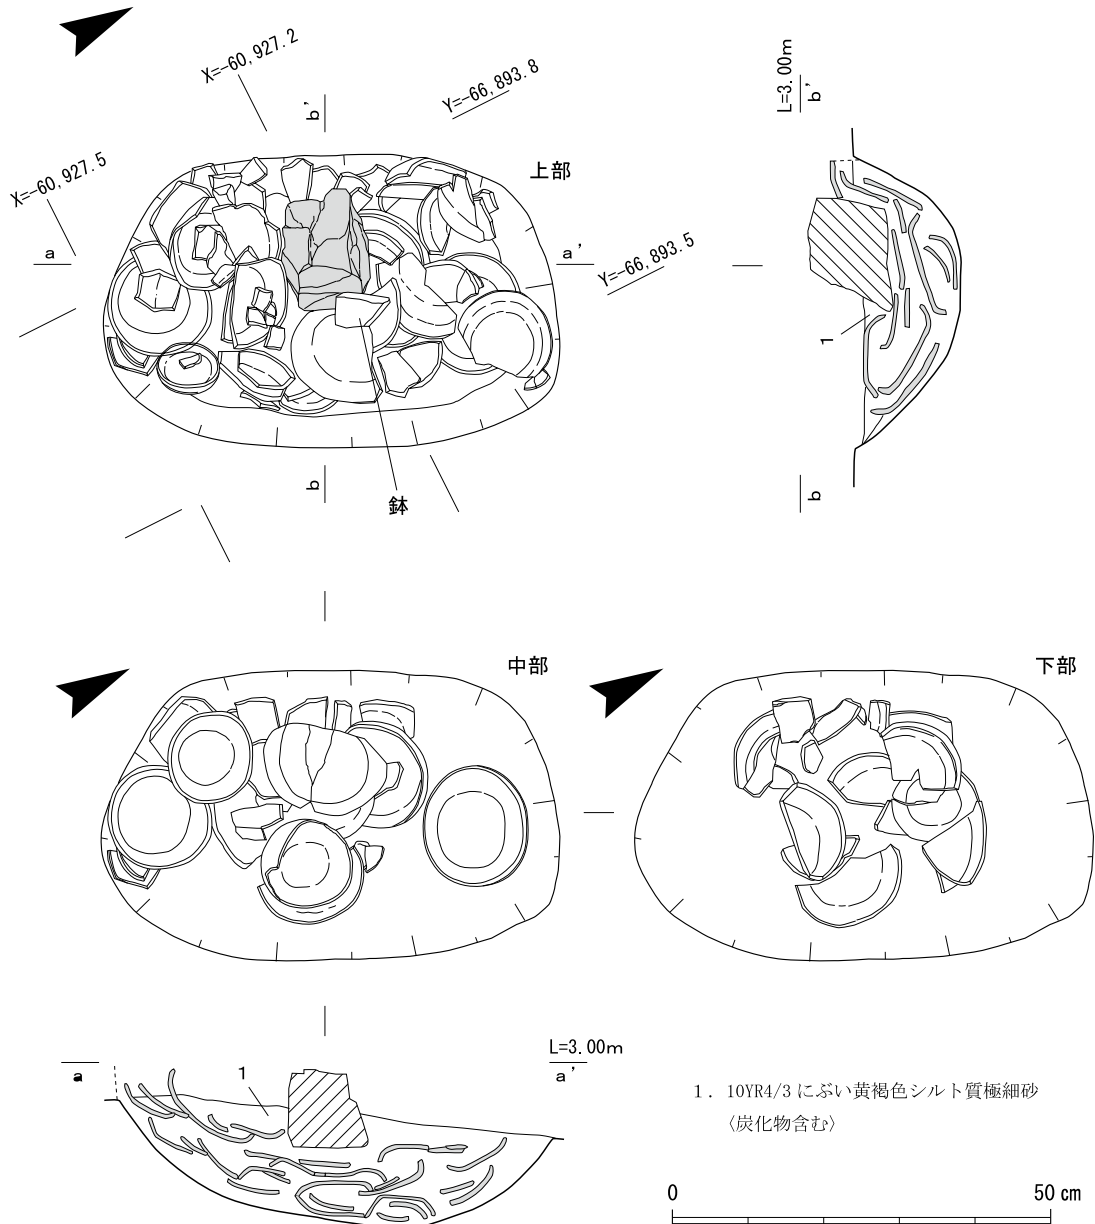 X=-60,927.2
Y=-66,893.8
L=3.00m
b'
b'
上部
X=-60,927.5
a
a'
Y=-66,893.5
1
b
b
鉢
中部
下部
L=3.00m
a
1
a'
1. 10YR4/3 にぶい黄褐色シルト質極細砂
〈炭化物含む〉
0
50 cm